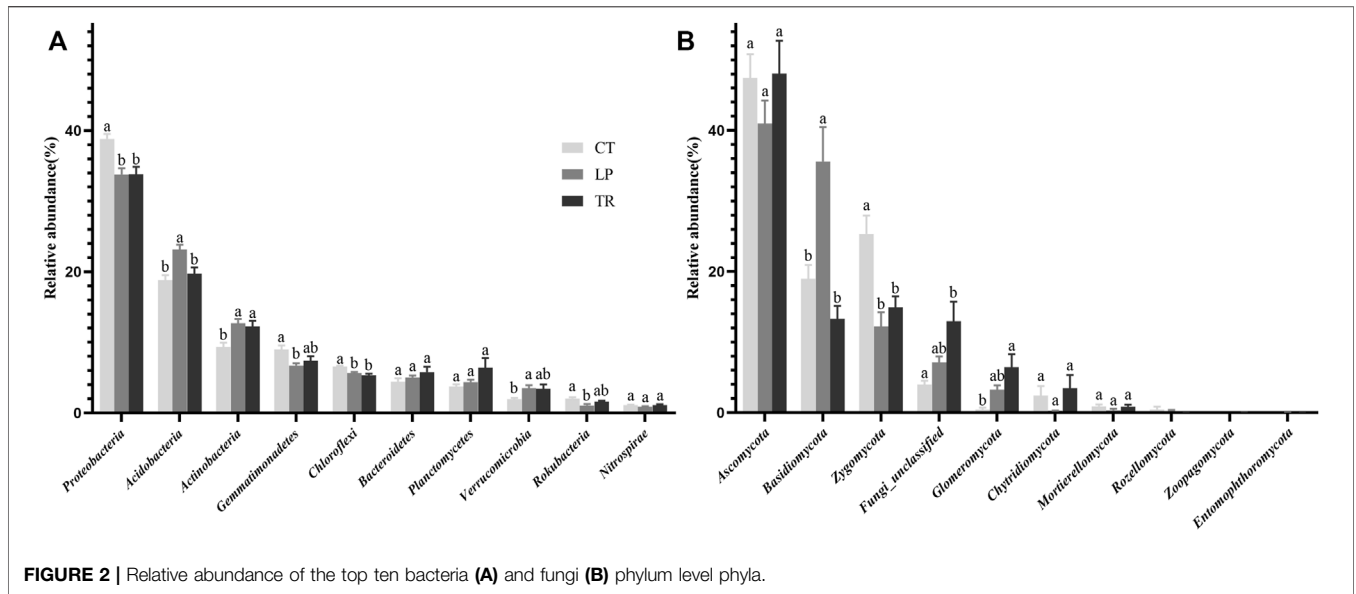 A
Relative abundance(%)
40
20
0
a b b
b a b
b a a
a b ab
a b b
a a a
a a a
b a ab
a b ab
a a a
Proteobacteria
Acidobacteria
Actinobacteria
Gemmatimonadetes
Chloroflexi
Bacteroidetes
Planctomycetes
Verrucomicrobia
Rokubacteria
Nitrospirae
CT
LP
TR
B
Relative abundance(%)
40
20
0
a a a
b a b
a b b
a ab b
b ab a
a a a
a a a
Ascomycota
Basidiomycota
Zygomycota
Fungi_unclassified
Glomeromycota
Chytridiomycota
Mortierellomycota
Rozellomycota
Zoopagomycota
Entomophthoromycota
FIGURE 2 | Relative abundance of the top ten bacteria (A) and fungi (B) phylum level phyla.